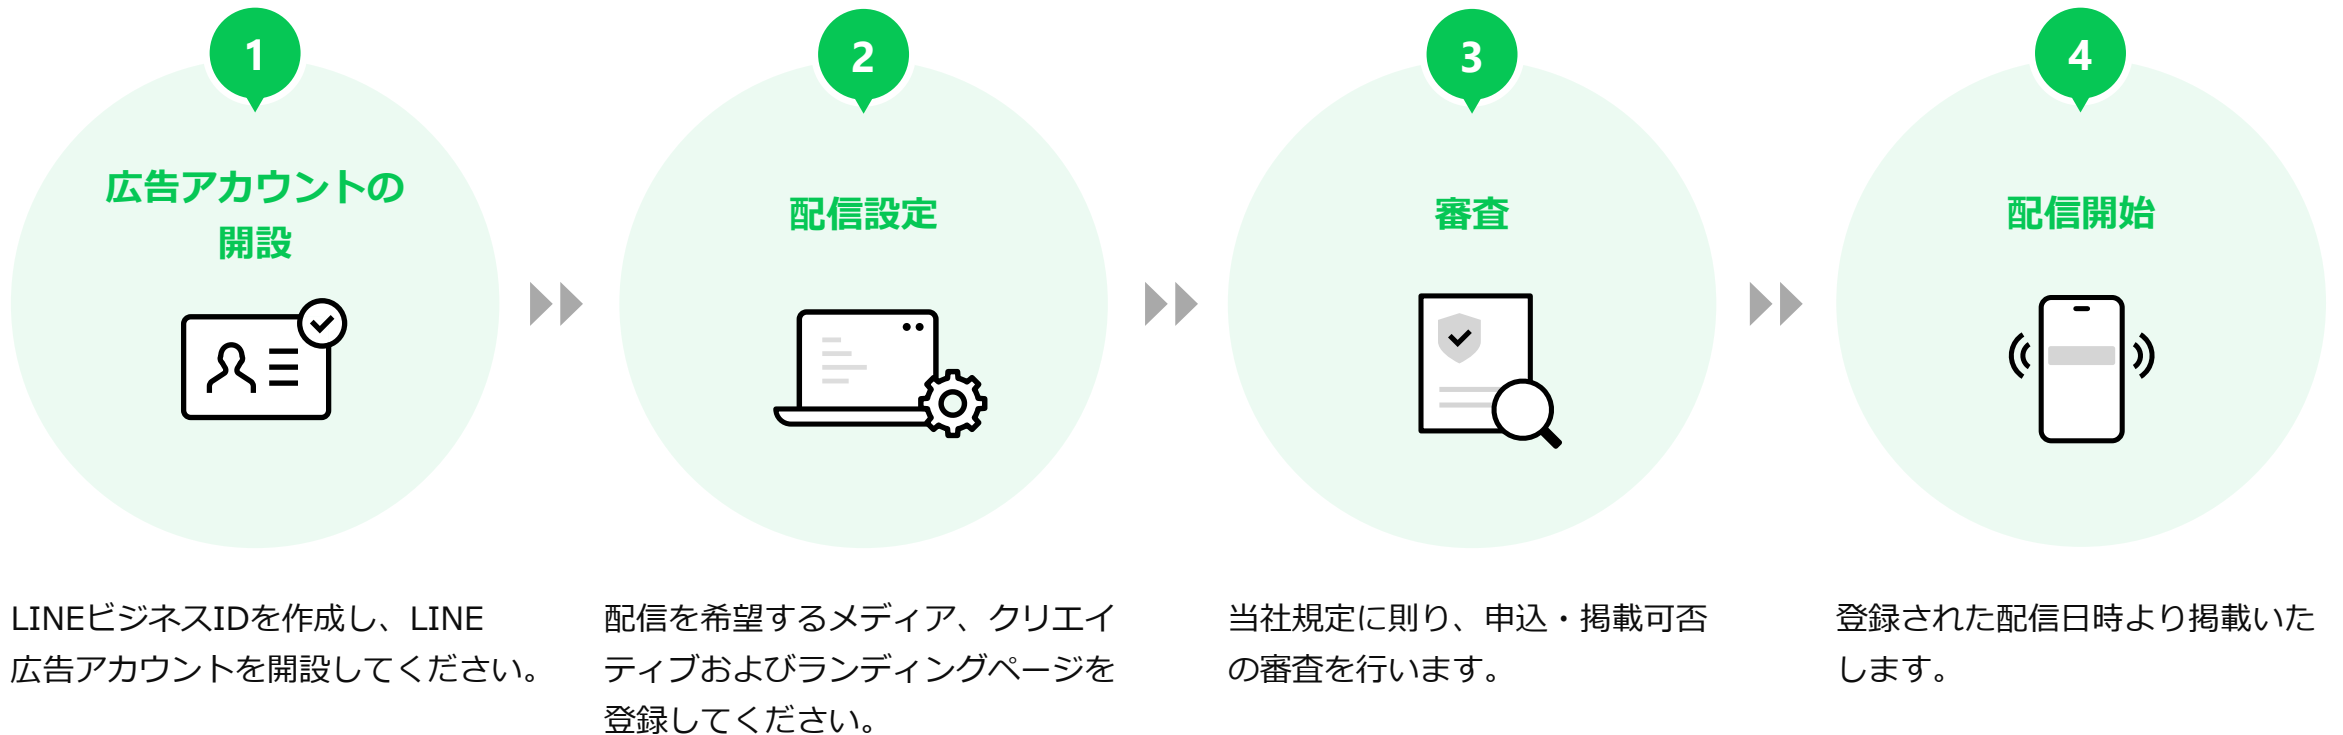 1
広告アカウントの
開設
LINEビジネスIDを作成し、LINE
広告アカウントを開設してください。
2
配信設定
配信を希望するメディア、クリエイ
ティブおよびランディングページを
登録してください。
3
審査
当社規定に則り、申込・掲載可否
の審査を行います。
4
配信開始
登録された配信日時より掲載いた
します。